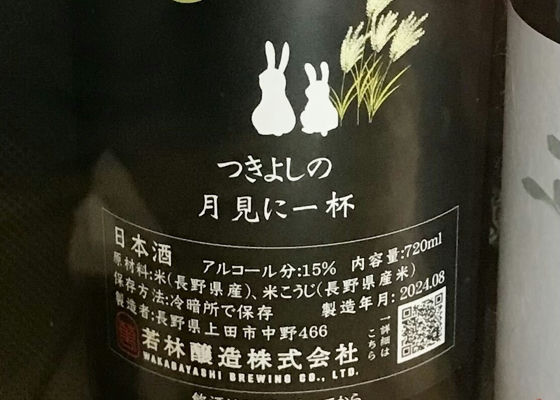 つきよしの
月見に一杯
日本酒 アルコール分:15% 内容量:720ml
原材料:米(長野県産)、米こうじ(長野県産米)
保存方法:冷暗所で保存 製造年月:2024.08
製造者:長野県上田市中野466
若林醸造株式会社
WAKABAYASHI BREWING CO., LTD.
詳細は
こちら